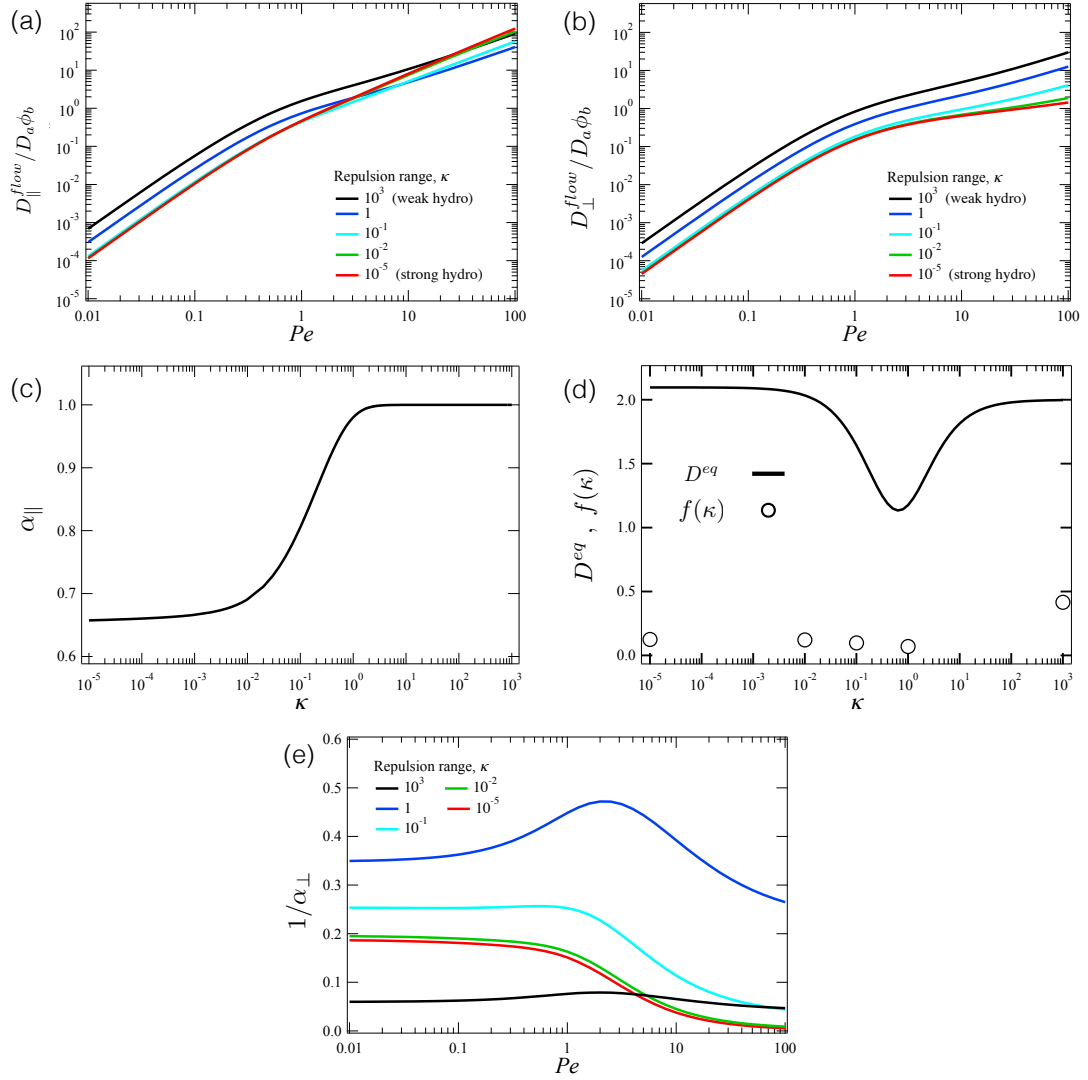 (a)
10^2
10^1
10^0
10^-1
10^-2
10^-3
10^-4
10^-5
D_∥^{flow} / D_a ϕ_b
Repulsion range, κ
10^3 (weak hydro)
1
10^-1
10^-2
10^-5 (strong hydro)
0.01 0.1 1 10 100
Pe
(b)
10^2
10^1
10^0
10^-1
10^-2
10^-3
10^-4
10^-5
D_⊥^{flow} / D_a ϕ_b
Repulsion range, κ
10^3 (weak hydro)
1
10^-1
10^-2
10^-5 (strong hydro)
0.01 0.1 1 10 100
Pe
(c)
1.0
0.9
0.8
0.7
0.6
α_∥
10^-5 10^-4 10^-3 10^-2 10^-1 10^0 10^1 10^2 10^3
κ
(d)
2.0
1.5
1.0
0.5
0.0
D^{eq} , f(κ)
D^{eq}
f(κ)
10^-5 10^-4 10^-3 10^-2 10^-1 10^0 10^1 10^2 10^3
κ
(e)
0.6
0.5
0.4
0.3
0.2
0.1
0.0
1/α_⊥
Repulsion range, κ
10^3 10^-2
1 10^-5
10^-1
0.01 0.1 1 10 100
Pe